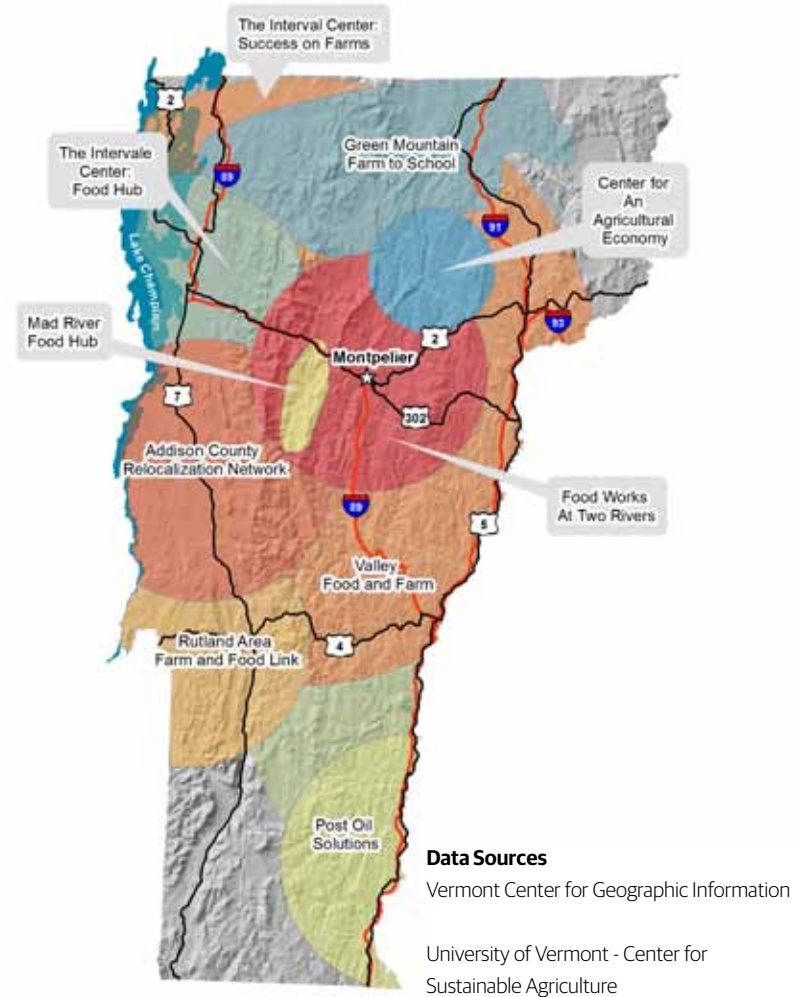 The Interval Center:
Success on Farms
2
The Intervale
Center:
Food Hub
89
Green Mountain
Farm to School
Center for
An
Agricultural
Economy
91
Lake Champlain
Mad River
Food Hub
93
2
Montpelier
7
302
Addison County
Relocalization Network
Food Works
At Two Rivers
89
5
Valley
Food and Farm
Rutland Area
Farm and Food Link
4
Post Oil
Solutions
Data Sources
Vermont Center for Geographic Information
University of Vermont - Center for
Sustainable Agriculture